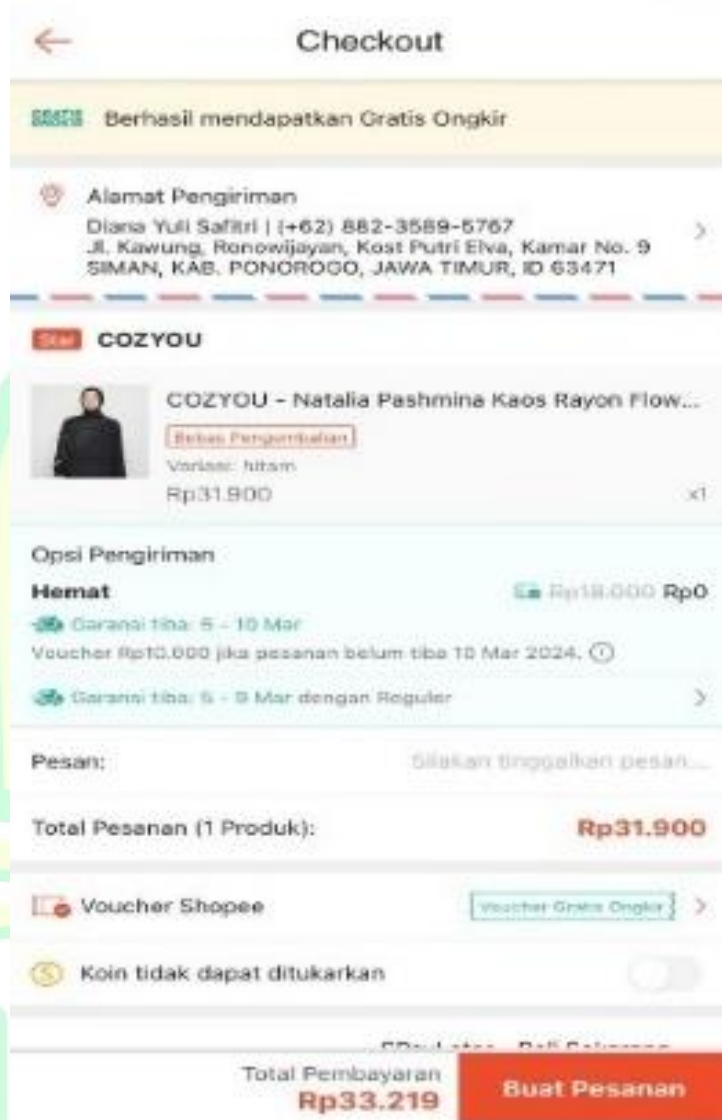 Checkout
GRATIS ONGKIR Berhasil mendapatkan Gratis Ongkir
Alamat Pengiriman
Diana Yuli Safitri | (+62) 882-3589-6767
Jl. Kawung, Ronowijayan, Kost Putri Elva, Kamar No. 9
SIMAN, KAB. PONOROGO, JAWA TIMUR, ID 63471
Star COZYOU
COZYOU - Natalia Pashmina Kaos Rayon Flow...
Bebas Pengembalian
Variasi: hitam
Rp31.900 x1
Opsi Pengiriman
Hemat Rp18.000 Rp0
Garansi tiba: 5 - 10 Mar
Voucher Rp10.000 jika pesanan belum tiba 10 Mar 2024.
Garansi tiba: 5 - 9 Mar dengan Reguler
Pesan: Silakan tinggalkan pesan...
Total Pesanan (1 Produk): Rp31.900
Voucher Shopee Voucher Gratis Ongkir
Koin tidak dapat ditukarkan
Total Pembayaran
Rp33.219 Buat Pesanan